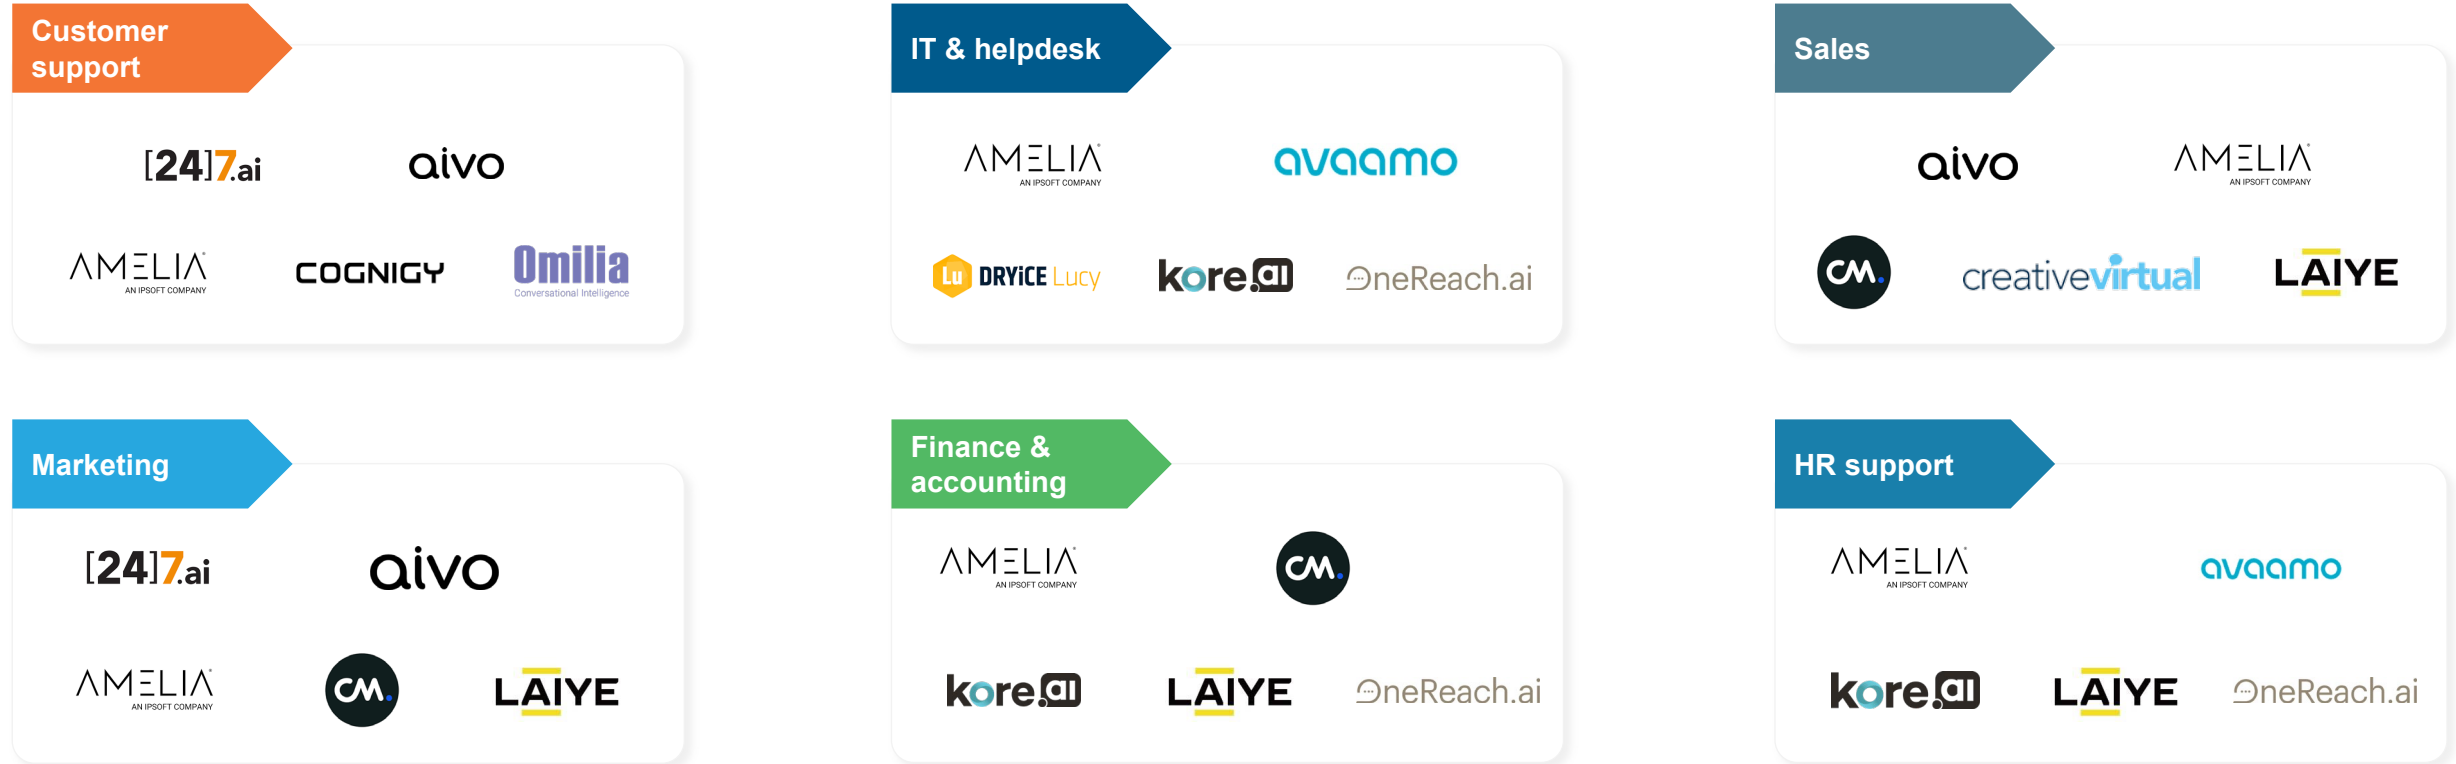 Customer
support
[24]7.ai
aivo
AMELIA
AN IPSOFT COMPANY
COGNIGY
Omilia
Conversational Intelligence
IT & helpdesk
AMELIA
AN IPSOFT COMPANY
avaamo
Lu DRYiCE Lucy
kore.ai
OneReach.ai
Sales
aivo
AMELIA
AN IPSOFT COMPANY
CM.
creativevirtual
LAIYE
Marketing
[24]7.ai
aivo
AMELIA
AN IPSOFT COMPANY
CM.
LAIYE
Finance &
accounting
AMELIA
AN IPSOFT COMPANY
CM.
kore.ai
LAIYE
OneReach.ai
HR support
AMELIA
AN IPSOFT COMPANY
avaamo
kore.ai
LAIYE
OneReach.ai